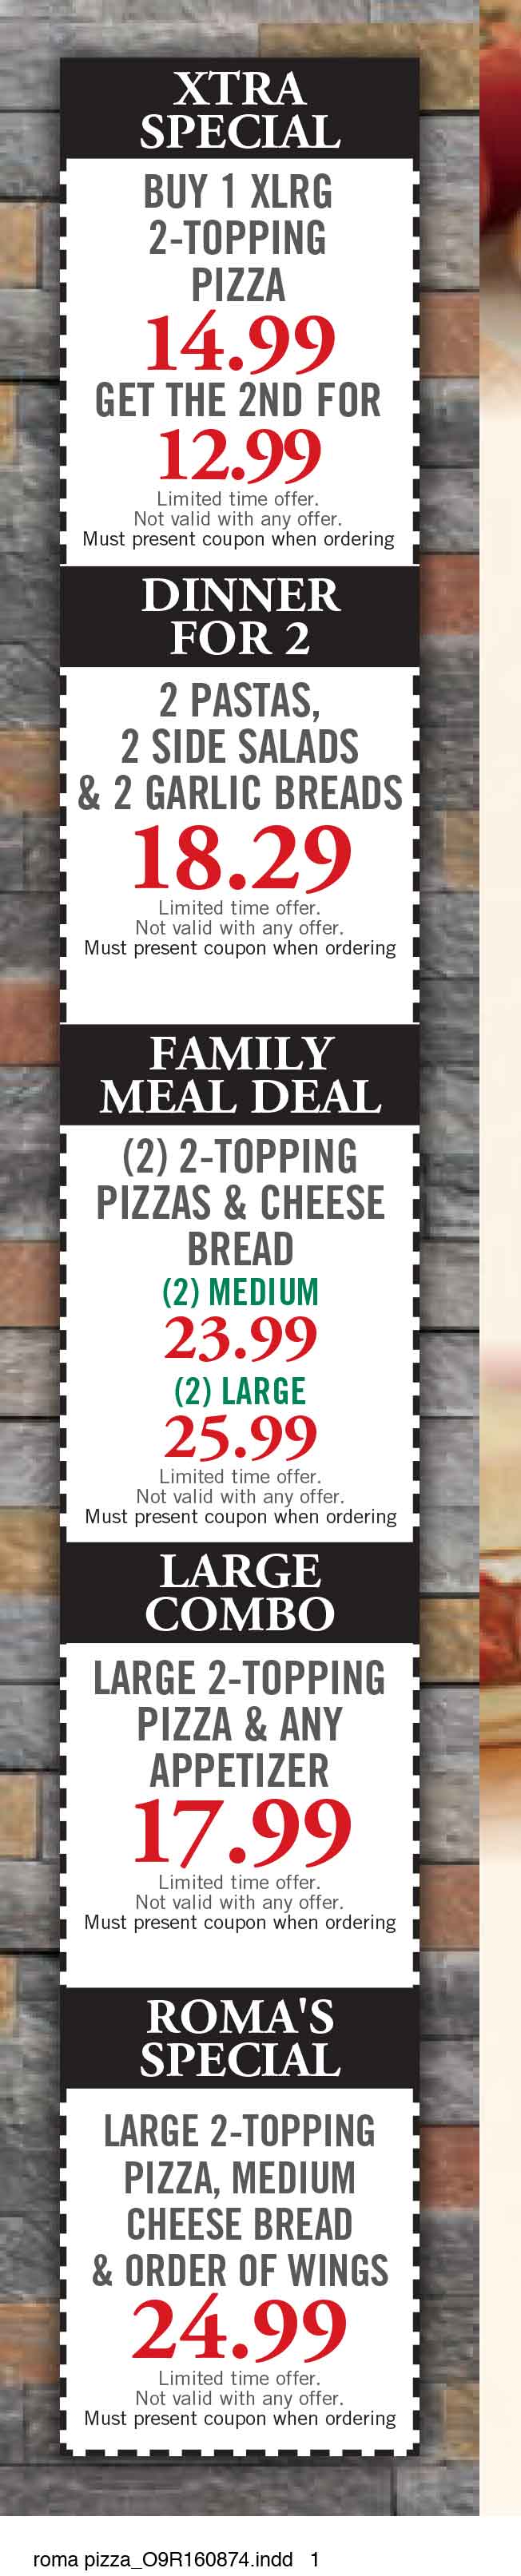 XTRA
SPECIAL
BUY 1 XLRG
2-TOPPING
PIZZA
14.99
GET THE 2ND FOR
12.99
Limited time offer.
Not valid with any offer.
Must present coupon when ordering
DINNER
FOR 2
2 PASTAS,
2 SIDE SALADS
& 2 GARLIC BREADS
18.29
Limited time offer.
Not valid with any offer.
Must present coupon when ordering
FAMILY
MEAL DEAL
(2) 2-TOPPING
PIZZAS & CHEESE
BREAD
(2) MEDIUM
23.99
(2) LARGE
25.99
Limited time offer.
Not valid with any offer.
Must present coupon when ordering
LARGE
COMBO
LARGE 2-TOPPING
PIZZA & ANY
APPETIZER
17.99
Limited time offer.
Not valid with any offer.
Must present coupon when ordering
ROMA'S
SPECIAL
LARGE 2-TOPPING
PIZZA, MEDIUM
CHEESE BREAD
& ORDER OF WINGS
24.99
Limited time offer.
Not valid with any offer.
Must present coupon when ordering
roma pizza_O9R160874.indd 1